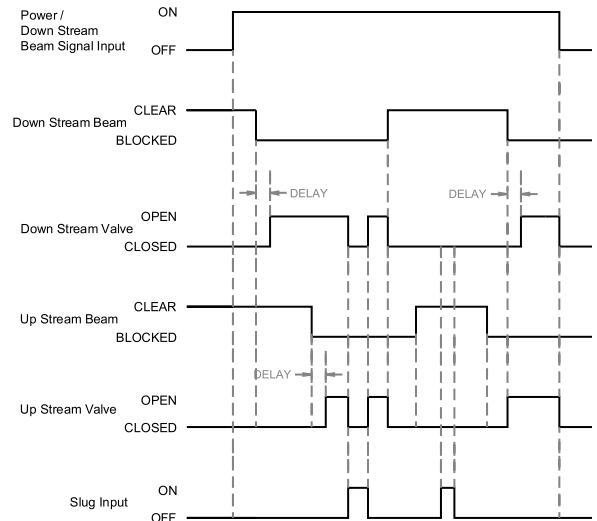 Power /
Down Stream
Beam Signal Input
ON
OFF
Down Stream Beam
CLEAR
BLOCKED
DELAY
DELAY
Down Stream Valve
OPEN
CLOSED
Up Stream Beam
CLEAR
BLOCKED
DELAY
Up Stream Valve
OPEN
CLOSED
Slug Input
ON
OFF